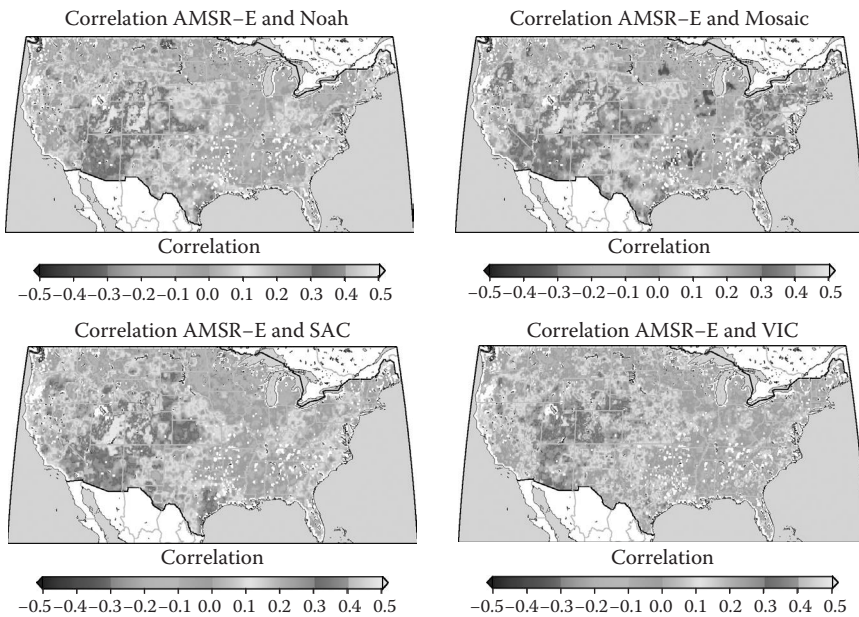 Correlation AMSR–E and Noah
Correlation AMSR–E and Mosaic
Correlation
−0.5−0.4−0.3−0.2−0.1 0.0 0.1 0.2 0.3 0.4 0.5
Correlation
−0.5−0.4−0.3−0.2−0.1 0.0 0.1 0.2 0.3 0.4 0.5
Correlation AMSR–E and SAC
Correlation AMSR–E and VIC
Correlation
−0.5−0.4−0.3−0.2−0.1 0.0 0.1 0.2 0.3 0.4 0.5
Correlation
−0.5−0.4−0.3−0.2−0.1 0.0 0.1 0.2 0.3 0.4 0.5